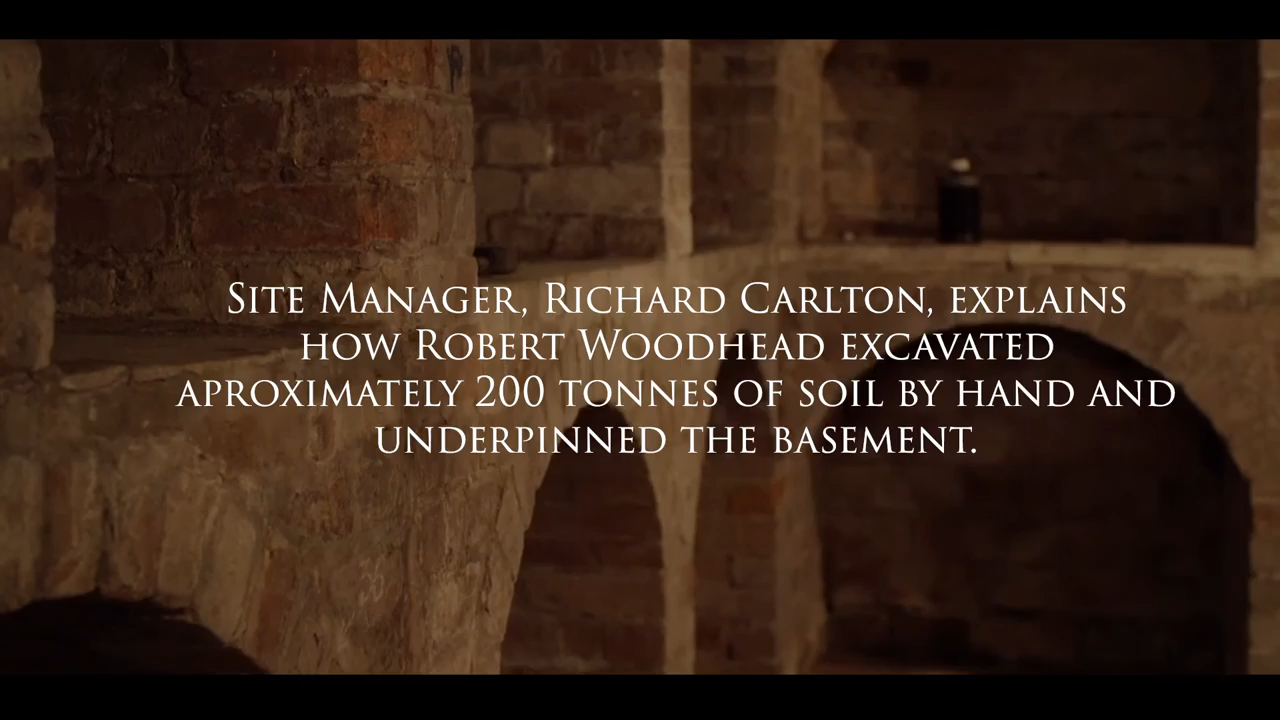 Site Manager, Richard Carlton, explains
how Robert Woodhead excavated
aproximately 200 tonnes of soil by hand and
underpinned the basement.
36